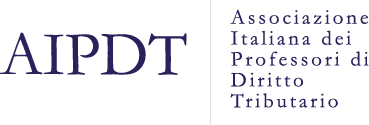 AIPDT
Associazione
Italiana dei
Professori di
Diritto
Tributario